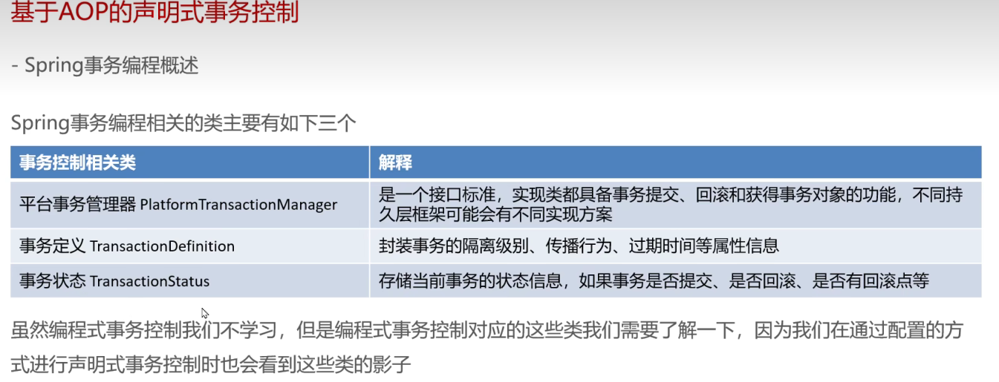 基于AOP的声明式事务控制
- Spring事务编程概述
Spring事务编程相关的类主要有如下三个
事务控制相关类 解释
平台事务管理器 PlatformTransactionManager 是一个接口标准，实现类都具备事务提交、回滚和获得事务对象的功能，不同持
久层框架可能会有不同实现方案
事务定义 TransactionDefinition 封装事务的隔离级别、传播行为、过期时间等属性信息
事务状态 TransactionStatus 存储当前事务的状态信息，如果事务是否提交、是否回滚、是否有回滚点等
虽然编程式事务控制我们不学习，但是编程式事务控制对应的这些类我们需要了解一下，因为我们在通过配置的方
式进行声明式事务控制时也会看到这些类的影子